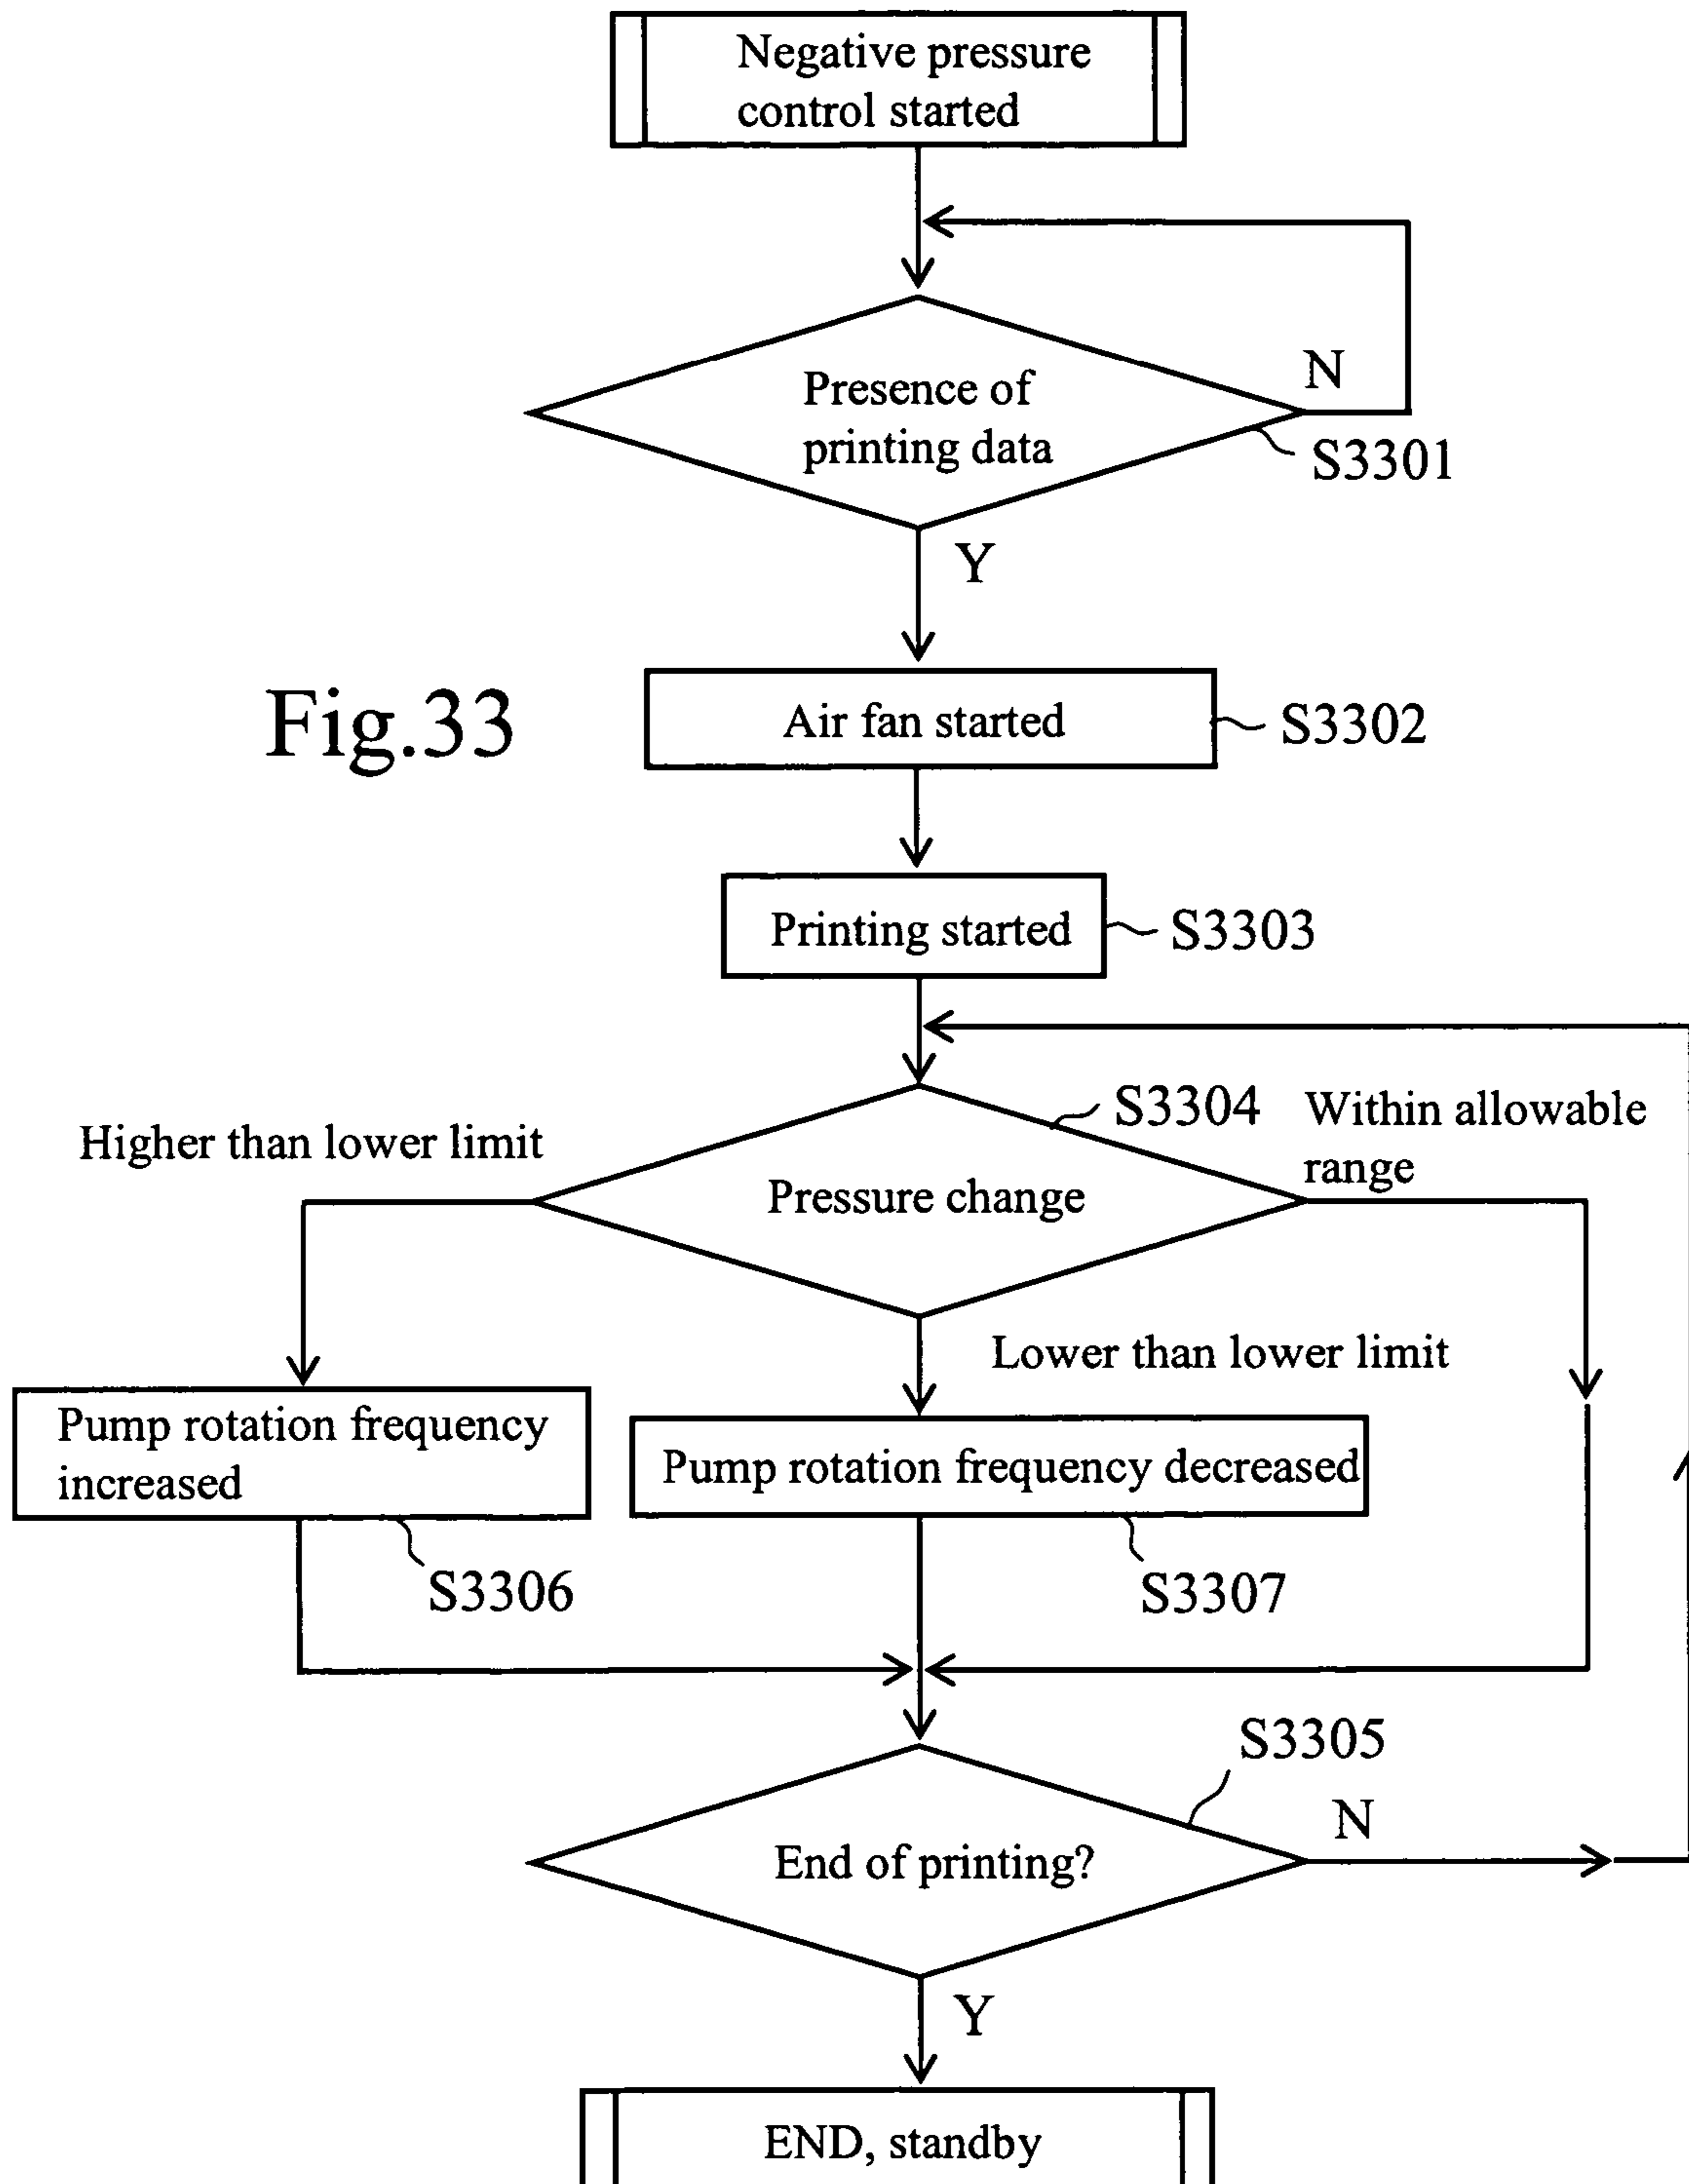 Negative pressure
control started
Presence of
printing data
N
S3301
Y
Fig.33
Air fan started
S3302
Printing started
S3303
S3304
Within allowable
range
Higher than lower limit
Pressure change
Lower than lower limit
Pump rotation frequency
increased
Pump rotation frequency decreased
S3306
S3307
S3305
N
End of printing?
Y
END, standby